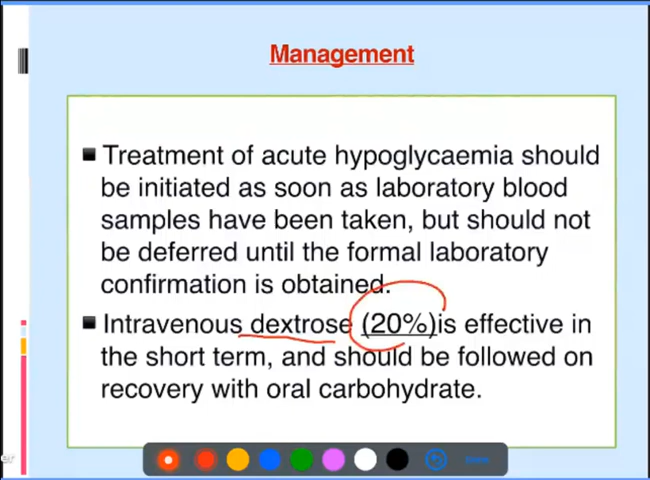 Management
■ Treatment of acute hypoglycaemia should
be initiated as soon as laboratory blood
samples have been taken, but should not
be deferred until the formal laboratory
confirmation is obtained.
■ Intravenous dextrose (20%)is effective in
the short term, and should be followed on
recovery with oral carbohydrate.